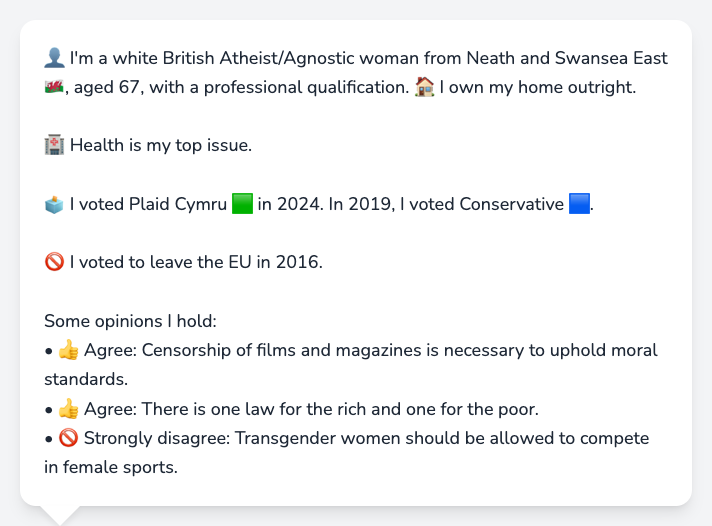 👤 I'm a white British Atheist/Agnostic woman from Neath and Swansea East
🏴󠁧󠁢󠁷󠁬󠁳󠁿, aged 67, with a professional qualification. 🏠 I own my home outright.
🏥 Health is my top issue.
🗳️ I voted Plaid Cymru 🟩 in 2024. In 2019, I voted Conservative 🟦.
🚫 I voted to leave the EU in 2016.
Some opinions I hold:
• 👍 Agree: Censorship of films and magazines is necessary to uphold moral
standards.
• 👍 Agree: There is one law for the rich and one for the poor.
• 🚫 Strongly disagree: Transgender women should be allowed to compete
in female sports.